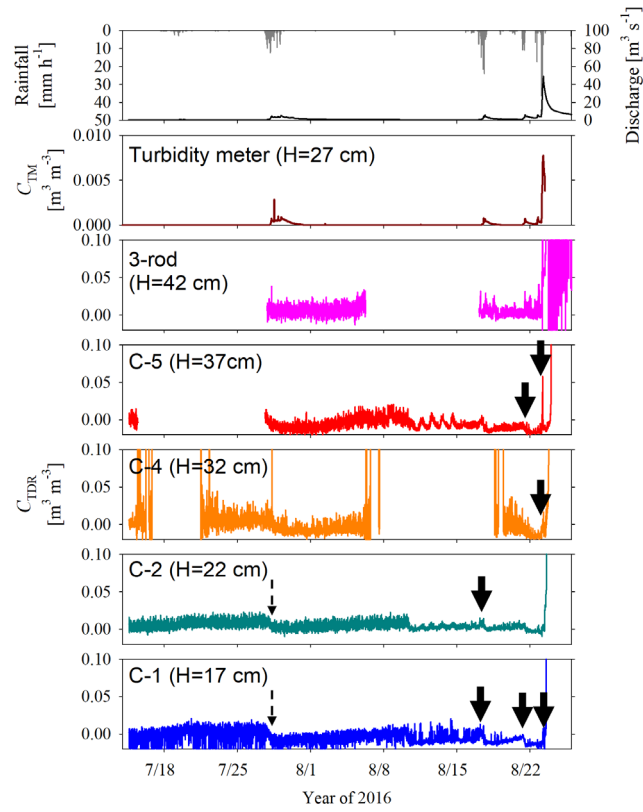 0
10
20
30
40
50
Rainfall
[mm h⁻¹]
100
80
60
40
20
0
Discharge [m³ s⁻¹]
0.010
0.005
0.000
C_TM
[m³ m⁻³]
Turbidity meter (H=27 cm)
0.10
0.05
0.00
3-rod
(H=42 cm)
0.10
0.05
0.00
C-5 (H=37cm)
0.10
0.05
0.00
C_TDR
[m³ m⁻³]
C-4 (H=32 cm)
0.10
0.05
0.00
C-2 (H=22 cm)
0.10
0.05
0.00
C-1 (H=17 cm)
7/18 7/25 8/1 8/8 8/15 8/22
Year of 2016